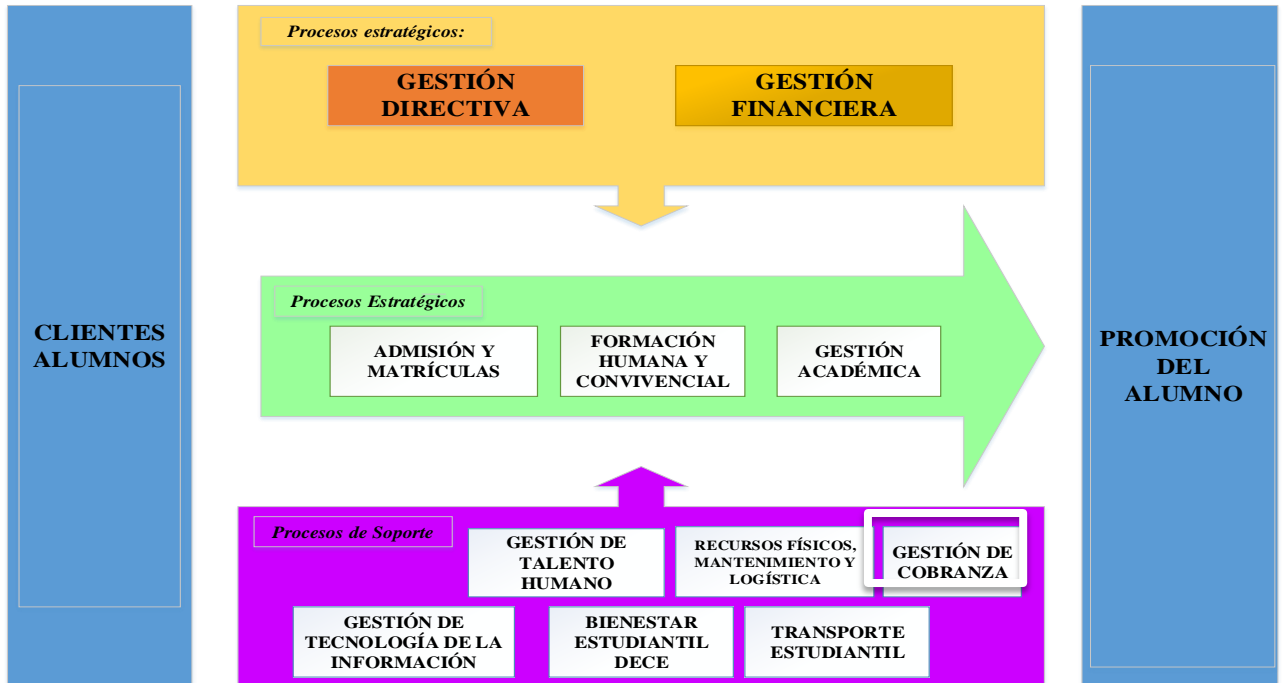 CLIENTES
ALUMNOS
Procesos estratégicos:
GESTIÓN
DIRECTIVA
GESTIÓN
FINANCIERA
Procesos Estratégicos
ADMISIÓN Y
MATRÍCULAS
FORMACIÓN
HUMANA Y
CONVIVENCIAL
GESTIÓN
ACADÉMICA
Procesos de Soporte
GESTIÓN DE
TALENTO
HUMANO
RECURSOS FÍSICOS,
MANTENIMIENTO Y
LOGÍSTICA
GESTIÓN DE
COBRANZA
GESTIÓN DE
TECNOLOGÍA DE LA
INFORMACIÓN
BIENESTAR
ESTUDIANTIL
DECE
TRANSPORTE
ESTUDIANTIL
PROMOCIÓN
DEL
ALUMNO